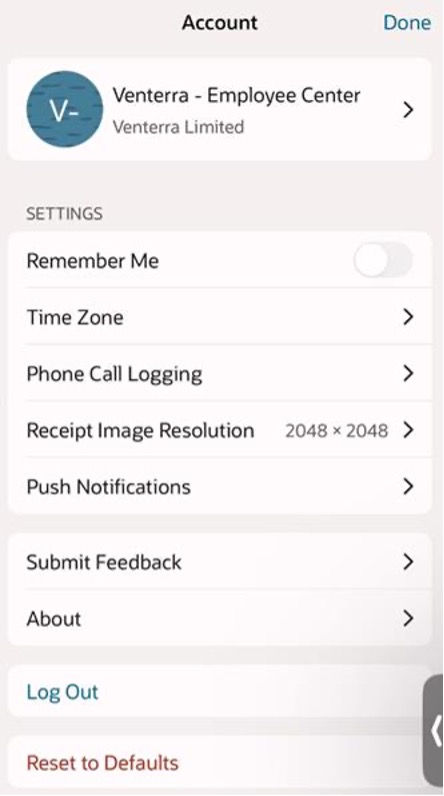 Account
Done
V-
Venterra - Employee Center
Venterra Limited
SETTINGS
Remember Me
Time Zone
Phone Call Logging
Receipt Image Resolution 2048 × 2048
Push Notifications
Submit Feedback
About
Log Out
Reset to Defaults